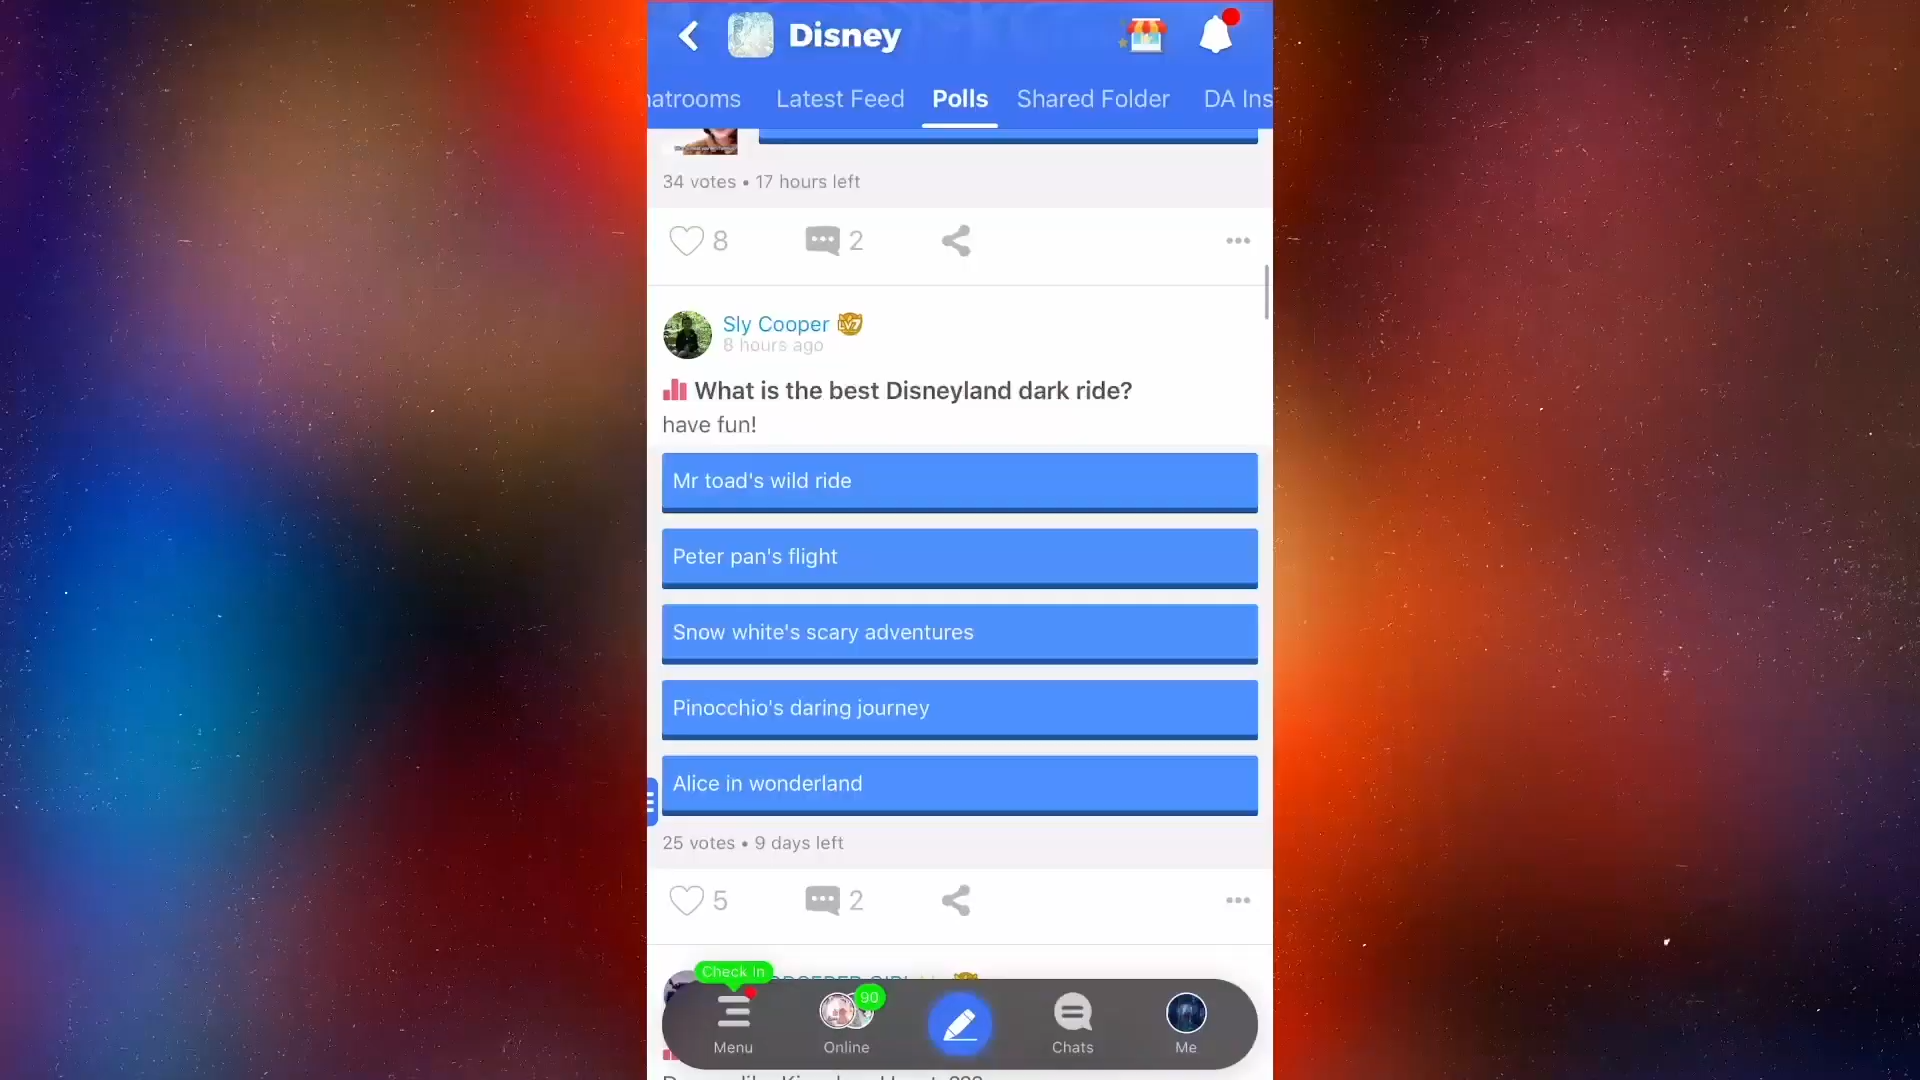 Disney
hatrooms Latest Feed Polls Shared Folder DA Ins
34 votes • 17 hours left
8 2
Sly Cooper LV7
8 hours ago
What is the best Disneyland dark ride?
have fun!
Mr toad's wild ride
Peter pan's flight
Snow white's scary adventures
Pinocchio's daring journey
Alice in wonderland
25 votes • 9 days left
5 2
Check In
90
Menu Online Chats Me